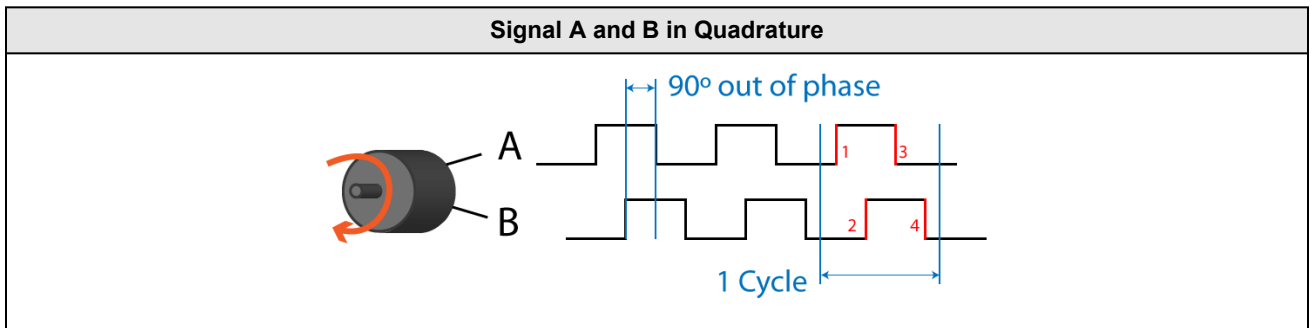 Signal A and B in Quadrature
90º out of phase
A
1
3
B
2
4
1 Cycle